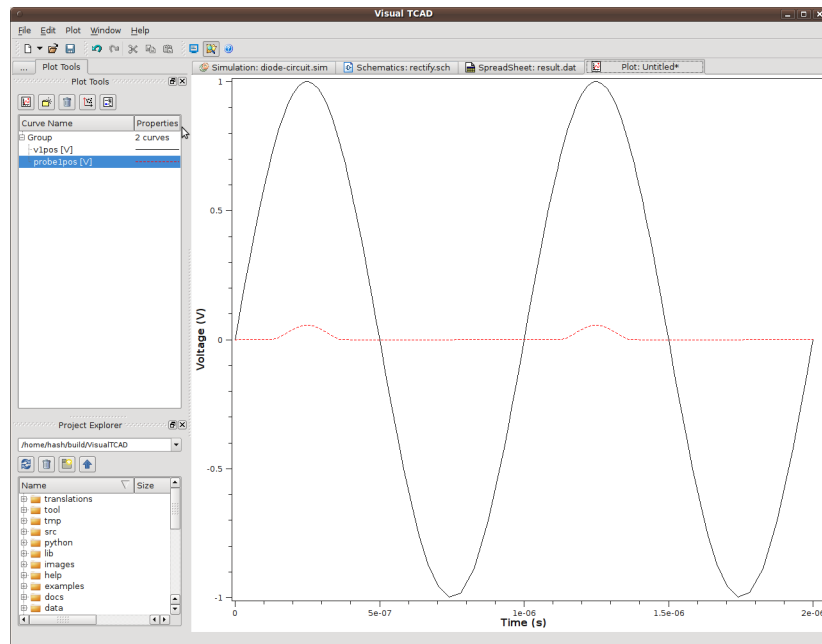 Visual TCAD
File Edit Plot Window Help
... Plot Tools
Simulation: diode-circuit.sim
Schematics: rectify.sch
SpreadSheet: result.dat
Plot: Untitled*
Plot Tools
Curve Name Properties
Group 2 curves
v1pos [V]
probe1pos [V]
Project Explorer
/home/hash/build/VisualTCAD
Name Size
translations
tool
tmp
src
python
lib
images
help
examples
docs
data
1
0.5
0
-0.5
-1
Voltage (V)
0 5e-07 1e-06 1.5e-06 2e-06
Time (s)